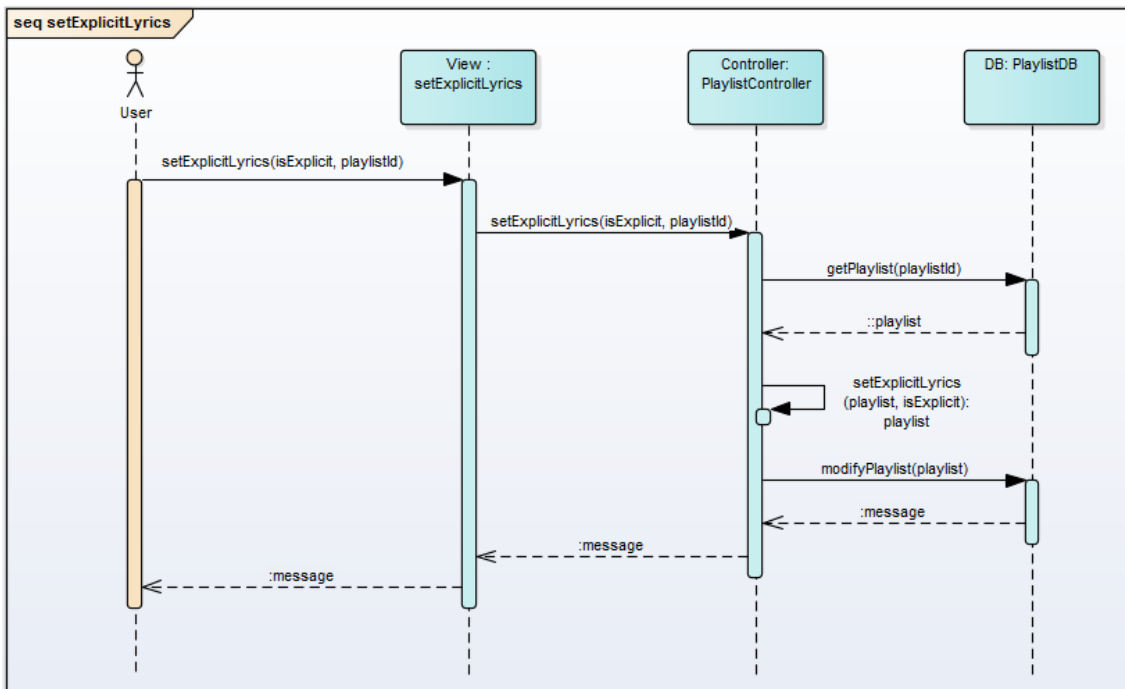 seq setExplicitLyrics
User
View :
setExplicitLyrics
Controller:
PlaylistController
DB: PlaylistDB
setExplicitLyrics(isExplicit, playlistId)
setExplicitLyrics(isExplicit, playlistId)
getPlaylist(playlistId)
::playlist
setExplicitLyrics
(playlist, isExplicit):
playlist
modifyPlaylist(playlist)
:message
:message
:message